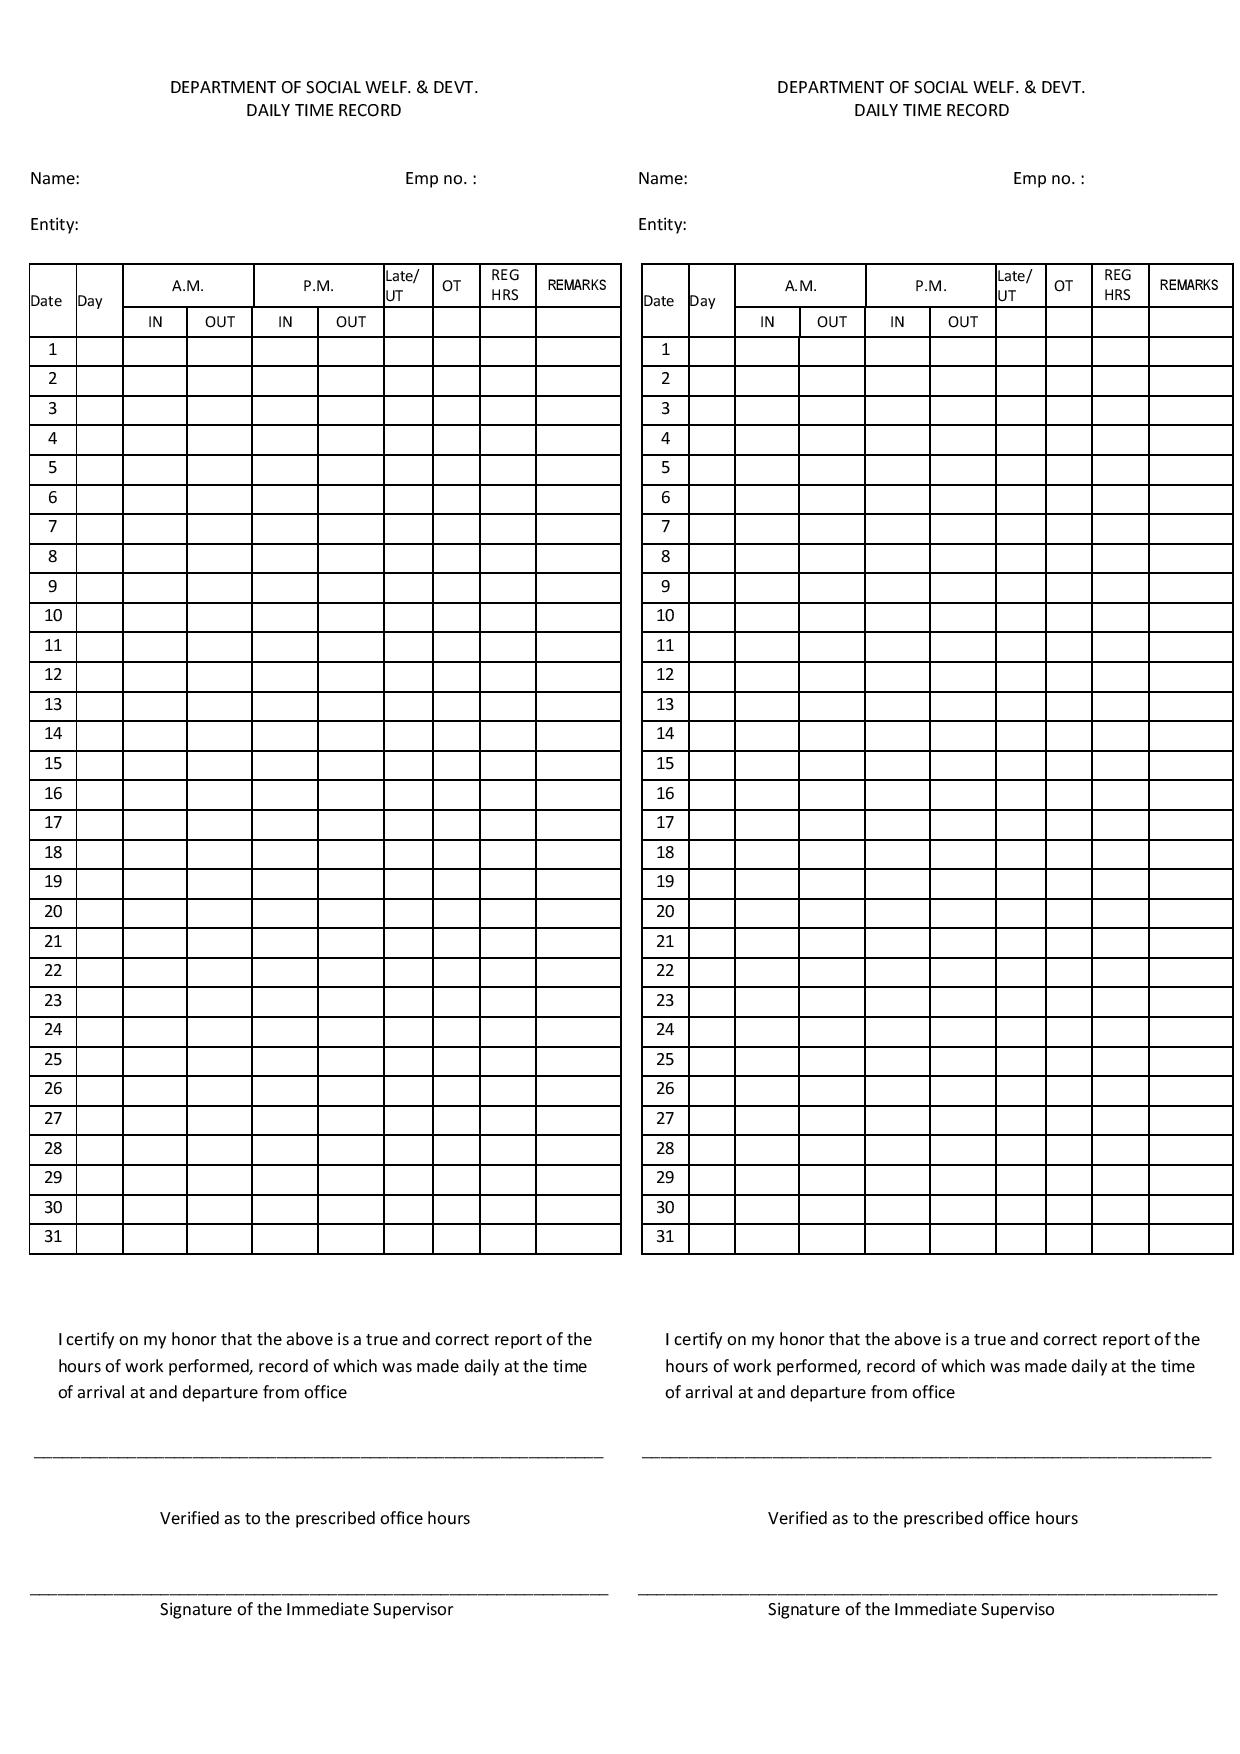 DEPARTMENT OF SOCIAL WELF. & DEVT.
DAILY TIME RECORD
Name: Emp no. :
Entity:
Date Day A.M. P.M. Late/ UT OT REG HRS REMARKS
IN OUT IN OUT
1
2
3
4
5
6
7
8
9
10
11
12
13
14
15
16
17
18
19
20
21
22
23
24
25
26
27
28
29
30
31
I certify on my honor that the above is a true and correct report of the
hours of work performed, record of which was made daily at the time
of arrival at and departure from office
Verified as to the prescribed office hours
Signature of the Immediate Supervisor
DEPARTMENT OF SOCIAL WELF. & DEVT.
DAILY TIME RECORD
Name: Emp no. :
Entity:
Date Day A.M. P.M. Late/ UT OT REG HRS REMARKS
IN OUT IN OUT
1
2
3
4
5
6
7
8
9
10
11
12
13
14
15
16
17
18
19
20
21
22
23
24
25
26
27
28
29
30
31
I certify on my honor that the above is a true and correct report of the
hours of work performed, record of which was made daily at the time
of arrival at and departure from office
Verified as to the prescribed office hours
Signature of the Immediate Superviso